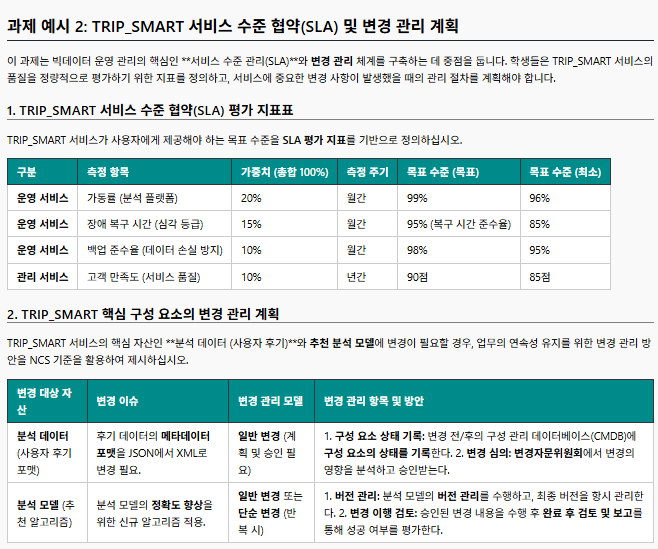 과제 예시 2: TRIP_SMART 서비스 수준 협약(SLA) 및 변경 관리 계획
이 과제는 빅데이터 운영 관리의 핵심인 **서비스 수준 관리(SLA)**와 변경 관리 체계를 구축하는 데 중점을 둡니다. 학생들은 TRIP_SMART 서비스의
품질을 정량적으로 평가하기 위한 지표를 정의하고, 서비스에 중요한 변경 사항이 발생했을 때의 관리 절차를 계획해야 합니다.
1. TRIP_SMART 서비스 수준 협약(SLA) 평가 지표표
TRIP_SMART 서비스가 사용자에게 제공해야 하는 목표 수준을 SLA 평가 지표를 기반으로 정의하십시오.
구분 측정 항목 가중치 (총합 100%) 측정 주기 목표 수준 (목표) 목표 수준 (최소)
운영 서비스 가동률 (분석 플랫폼) 20% 월간 99% 96%
운영 서비스 장애 복구 시간 (심각 등급) 15% 월간 95% (복구 시간 준수율) 85%
운영 서비스 백업 준수율 (데이터 손실 방지) 10% 월간 98% 95%
관리 서비스 고객 만족도 (서비스 품질) 10% 년간 90점 85점
2. TRIP_SMART 핵심 구성 요소의 변경 관리 계획
TRIP_SMART 서비스의 핵심 자산인 **분석 데이터 (사용자 후기)**와 추천 분석 모델에 변경이 필요할 경우, 업무의 연속성 유지를 위한 변경 관리 방
안을 NCS 기준을 활용하여 제시하십시오.
변경 대상 자
산
변경 이슈
변경 관리 모델
변경 관리 항목 및 방안
분석 데이터
(사용자 후기
포맷)
후기 데이터의 메타데이터
포맷을 JSON에서 XML로
변경 필요.
일반 변경 (계
획 및 승인 필
요)
1. 구성 요소 상태 기록: 변경 전/후의 구성 관리 데이터베이스(CMDB)에
구성 요소의 상태를 기록한다. 2. 변경 심의: 변경자문위원회에서 변경의
영향을 분석하고 승인받는다.
분석 모델 (추
천 알고리즘)
분석 모델의 정확도 향상을
위한 신규 알고리즘 적용.
일반 변경 또는
단순 변경 (반
복 시)
1. 버전 관리: 분석 모델의 버전 관리를 수행하고, 최종 버전을 항시 관리한
다. 2. 변경 이행 검토: 승인된 변경 내용을 수행 후 완료 후 검토 및 보고를
통해 성공 여부를 평가한다.